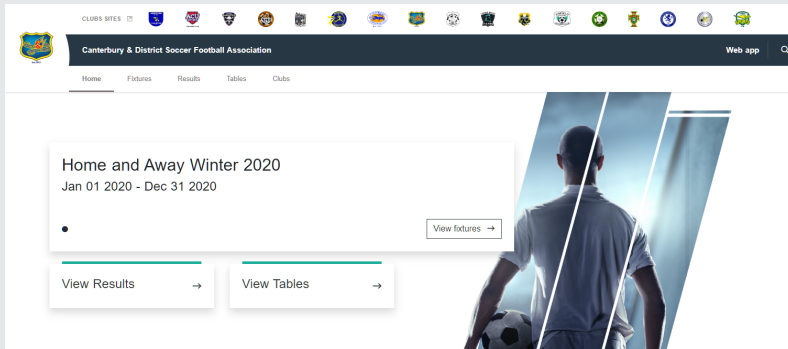 CLUBS SITES
Canterbury & District Soccer Football Association
Web app
Home
Fixtures
Results
Tables
Clubs
Home and Away Winter 2020
Jan 01 2020 - Dec 31 2020
View fixtures →
View Results →
View Tables →